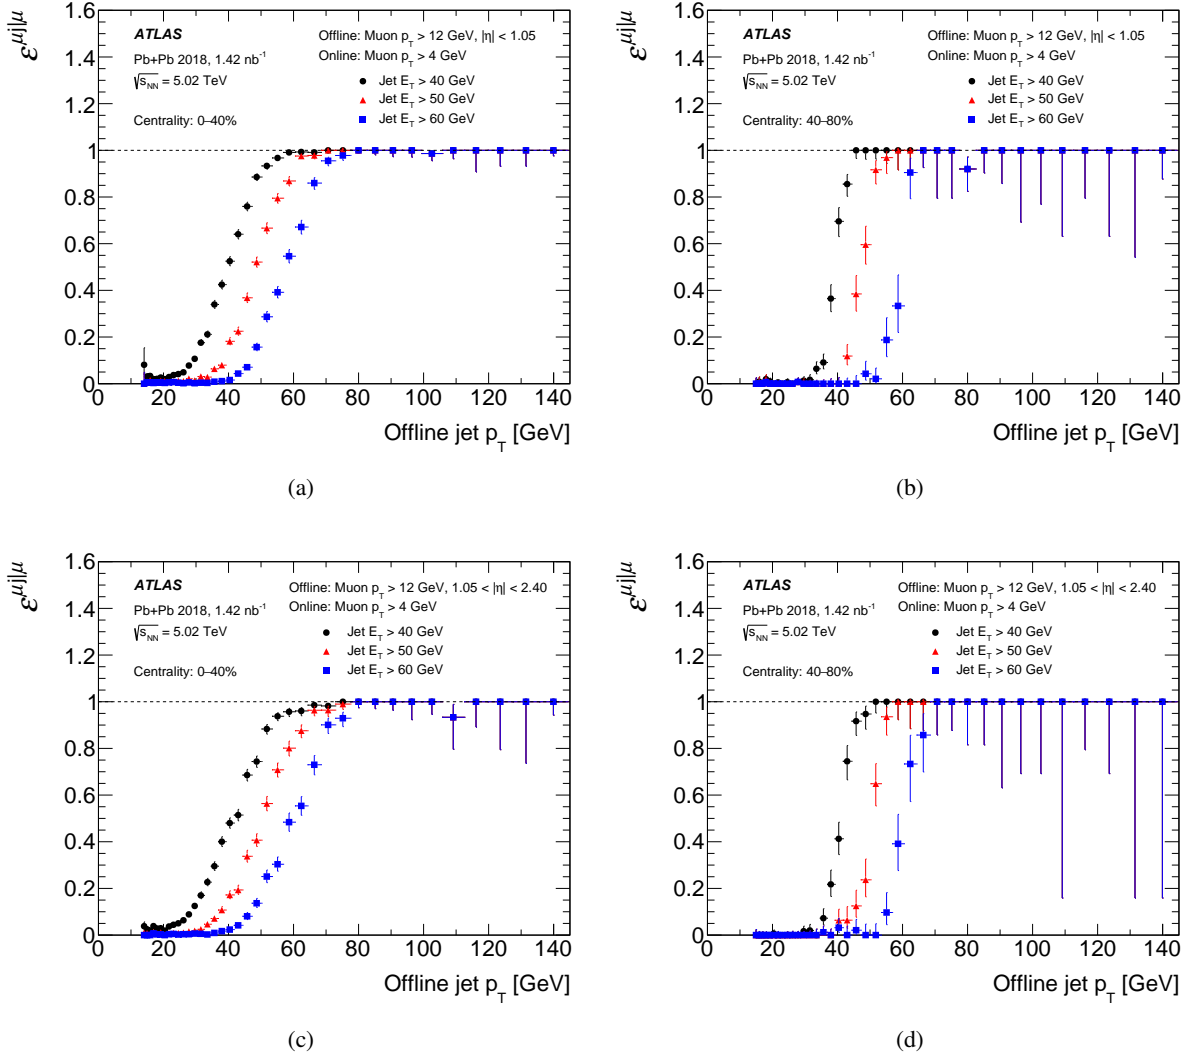 ε^μj|μ
1.6
1.4
1.2
1
0.8
0.6
0.4
0.2
0
ATLAS
Pb+Pb 2018, 1.42 nb⁻¹
√s_NN = 5.02 TeV
Centrality: 0–40%
Offline: Muon p_T > 12 GeV, |η| < 1.05
Online: Muon p_T > 4 GeV
Jet E_T > 40 GeV
Jet E_T > 50 GeV
Jet E_T > 60 GeV
0 20 40 60 80 100 120 140
Offline jet p_T [GeV]
(a)
ε^μj|μ
1.6
1.4
1.2
1
0.8
0.6
0.4
0.2
0
ATLAS
Pb+Pb 2018, 1.42 nb⁻¹
√s_NN = 5.02 TeV
Centrality: 40–80%
Offline: Muon p_T > 12 GeV, |η| < 1.05
Online: Muon p_T > 4 GeV
Jet E_T > 40 GeV
Jet E_T > 50 GeV
Jet E_T > 60 GeV
0 20 40 60 80 100 120 140
Offline jet p_T [GeV]
(b)
ε^μj|μ
1.6
1.4
1.2
1
0.8
0.6
0.4
0.2
0
ATLAS
Pb+Pb 2018, 1.42 nb⁻¹
√s_NN = 5.02 TeV
Centrality: 0–40%
Offline: Muon p_T > 12 GeV, 1.05 < |η| < 2.40
Online: Muon p_T > 4 GeV
Jet E_T > 40 GeV
Jet E_T > 50 GeV
Jet E_T > 60 GeV
0 20 40 60 80 100 120 140
Offline jet p_T [GeV]
(c)
ε^μj|μ
1.6
1.4
1.2
1
0.8
0.6
0.4
0.2
0
ATLAS
Pb+Pb 2018, 1.42 nb⁻¹
√s_NN = 5.02 TeV
Centrality: 40–80%
Offline: Muon p_T > 12 GeV, 1.05 < |η| < 2.40
Online: Muon p_T > 4 GeV
Jet E_T > 40 GeV
Jet E_T > 50 GeV
Jet E_T > 60 GeV
0 20 40 60 80 100 120 140
Offline jet p_T [GeV]
(d)